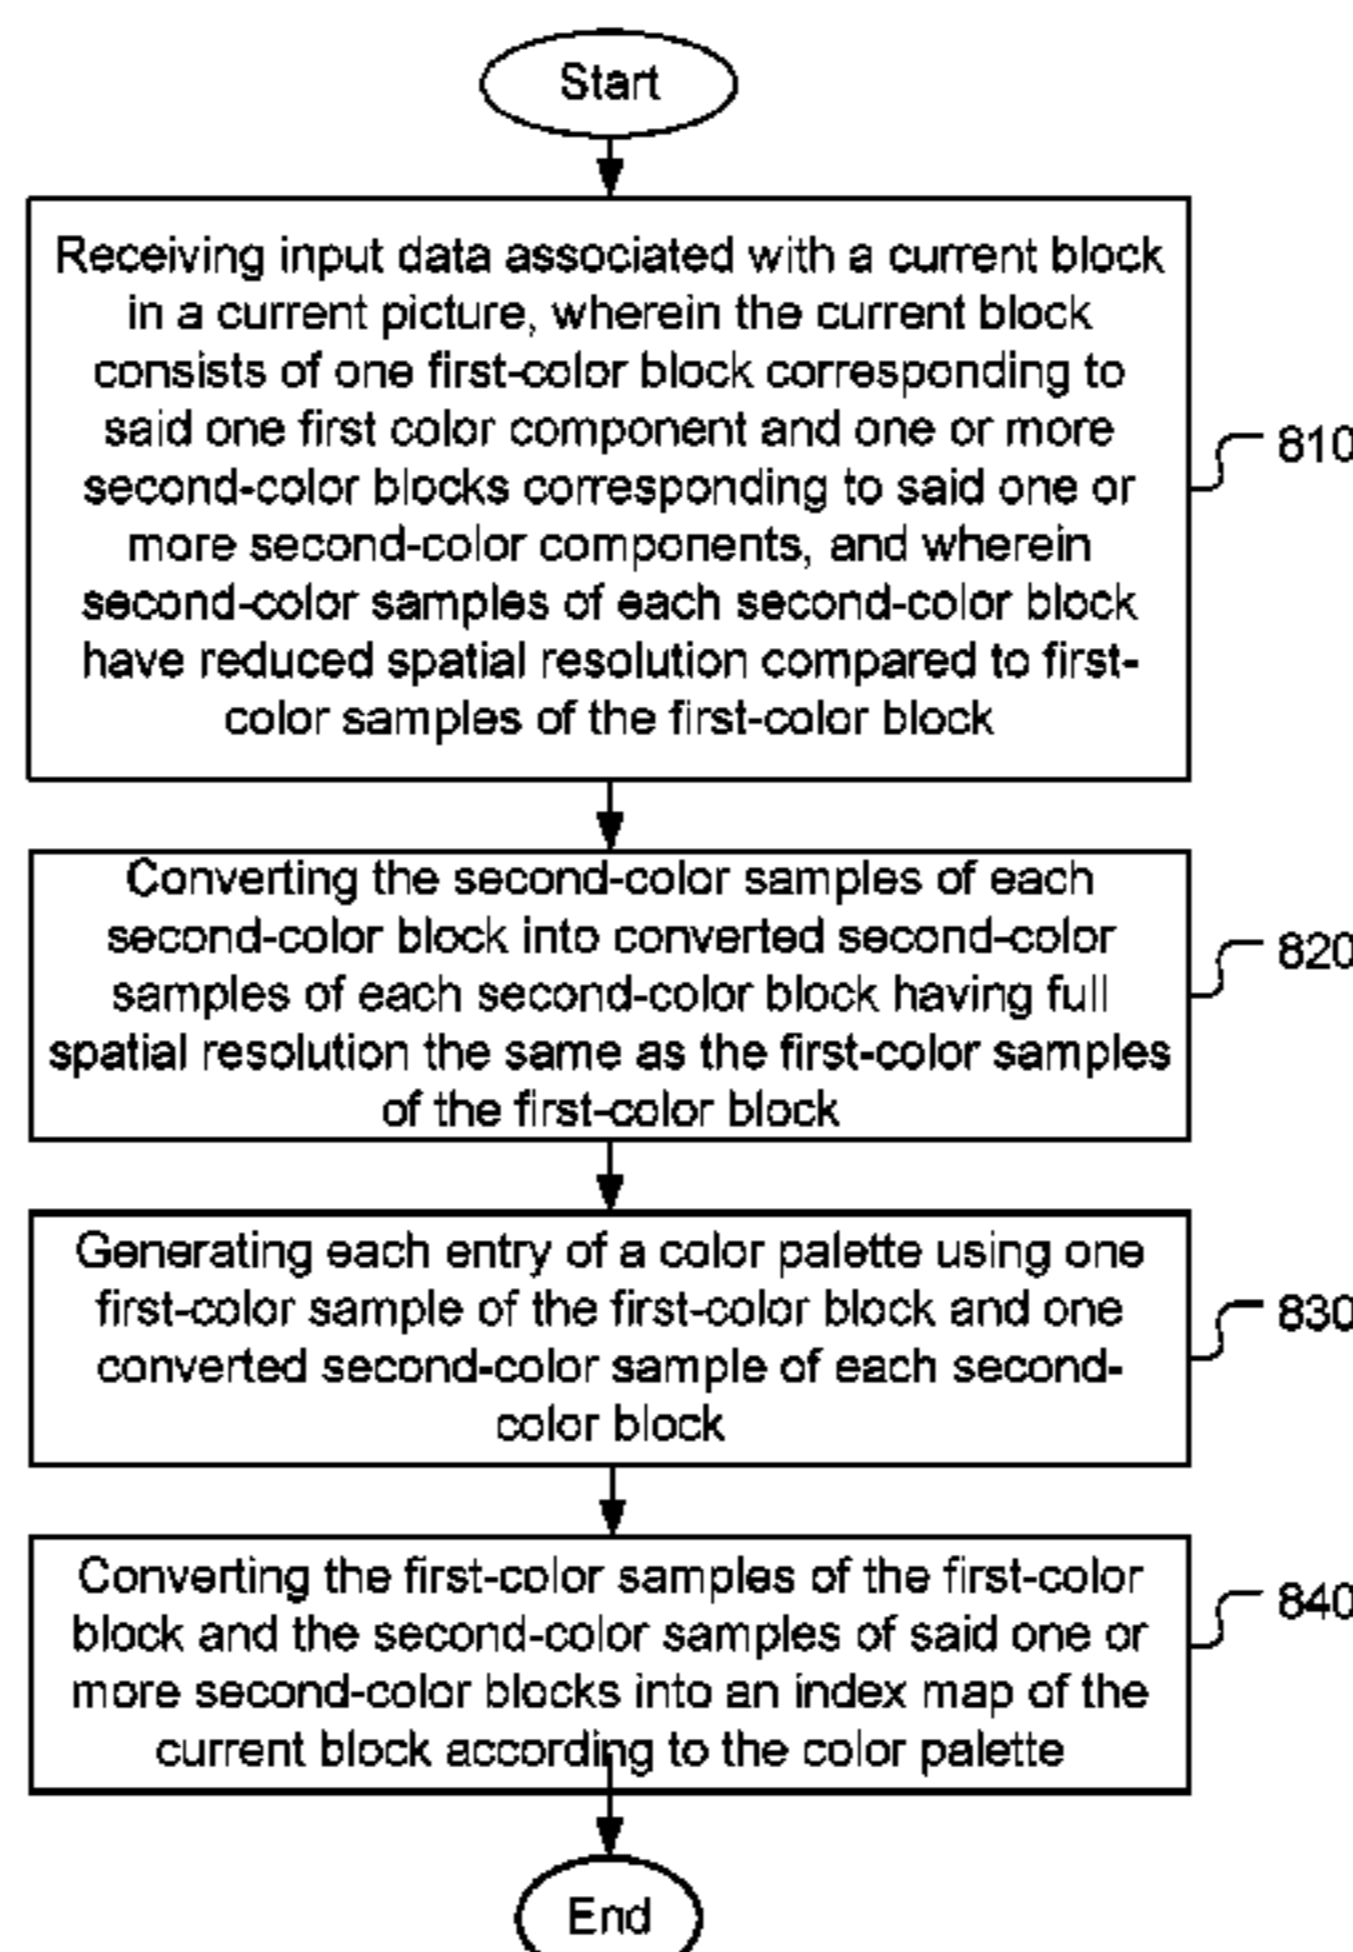 Start
Receiving input data associated with a current block
in a current picture, wherein the current block
consists of one first-color block corresponding to
said one first color component and one or more
second-color blocks corresponding to said one or
more second-color components, and wherein
second-color samples of each second-color block
have reduced spatial resolution compared to first-
color samples of the first-color block
810
Converting the second-color samples of each
second-color block into converted second-color
samples of each second-color block having full
spatial resolution the same as the first-color samples
of the first-color block
820
Generating each entry of a color palette using one
first-color sample of the first-color block and one
converted second-color sample of each second-
color block
830
Converting the first-color samples of the first-color
block and the second-color samples of said one or
more second-color blocks into an index map of the
current block according to the color palette
840
End